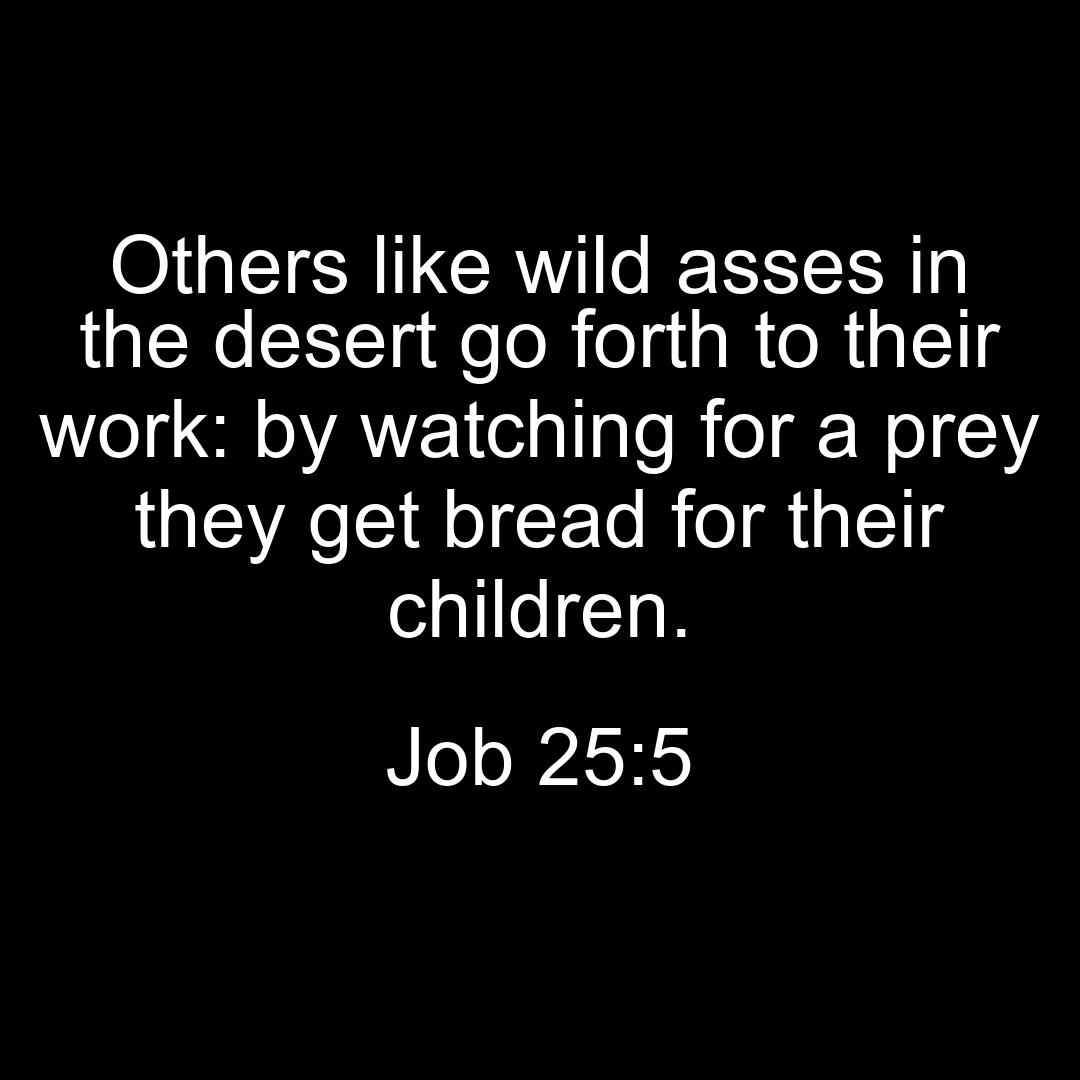 Others like wild asses in
the desert go forth to their
work: by watching for a prey
they get bread for their
children.
Job 25:5